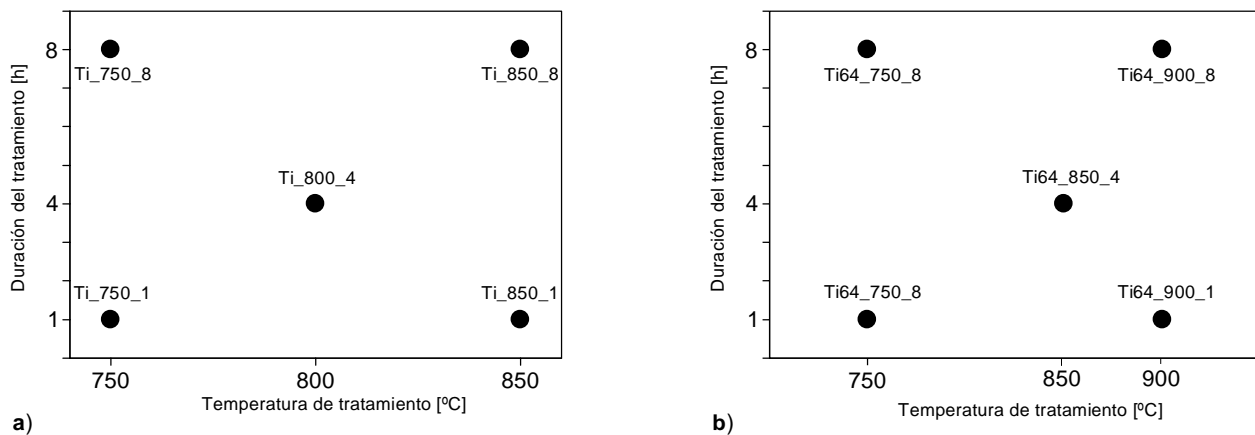 8
Ti_750_8
Ti_850_8
Duración del tratamiento [h]
Ti_800_4
4
Ti_750_1
Ti_850_1
1
750
800
850
Temperatura de tratamiento [ºC]
a)
8
Ti64_750_8
Ti64_900_8
Duración del tratamiento [h]
Ti64_850_4
4
Ti64_750_8
Ti64_900_1
1
750
850
900
Temperatura de tratamiento [ºC]
b)